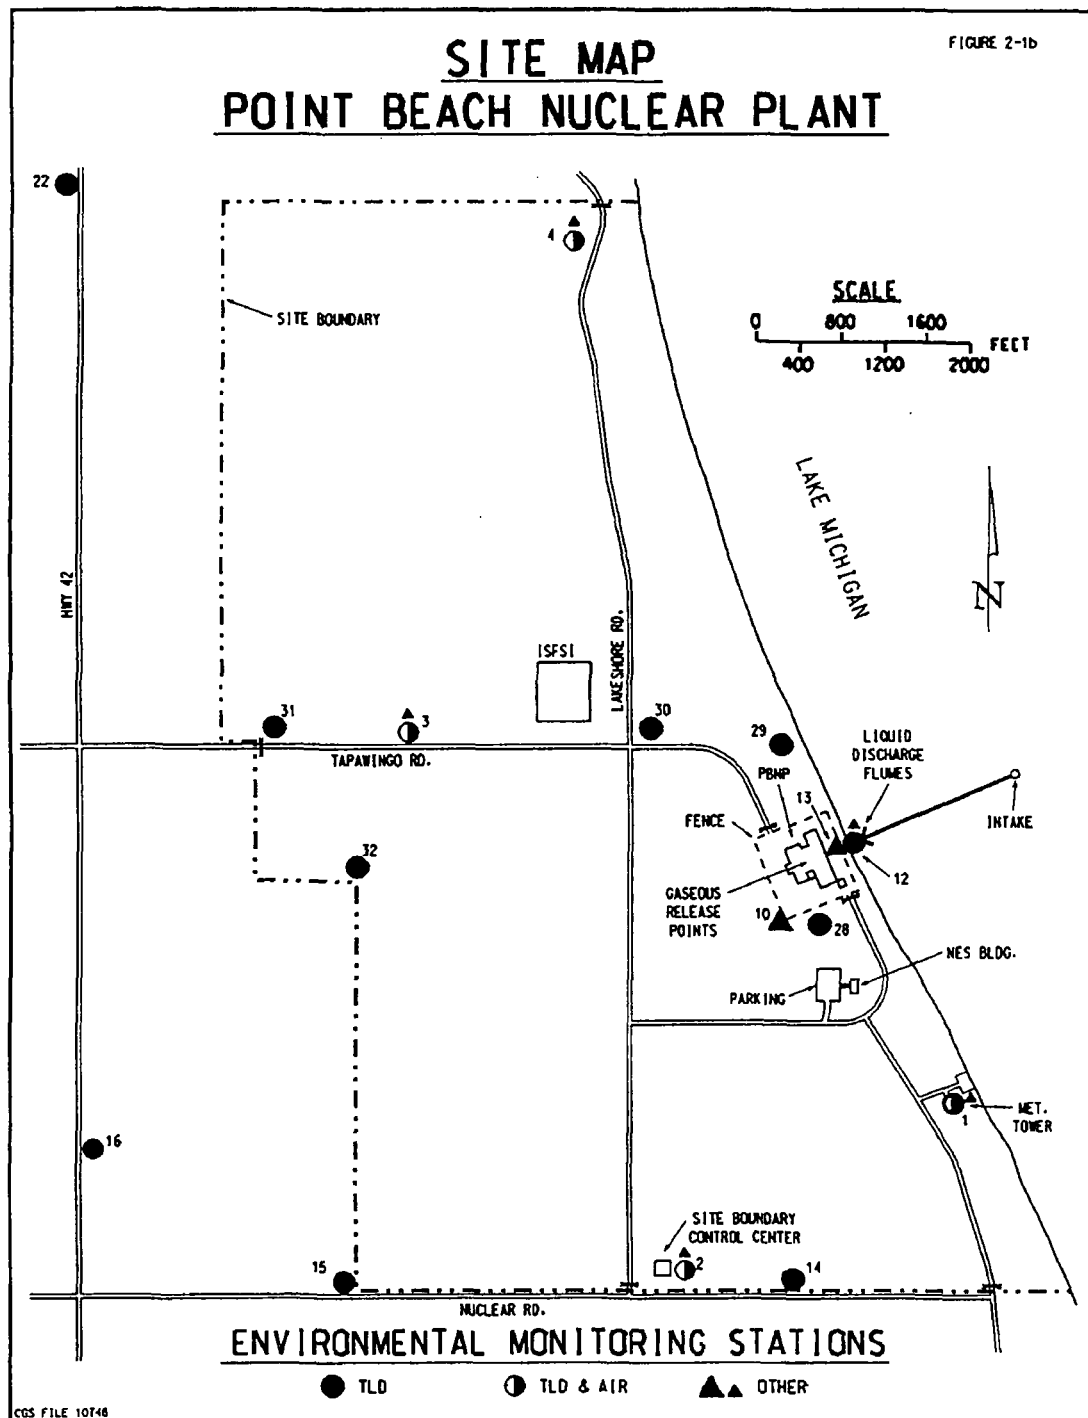 FIGURE 2-1b
SITE MAP
POINT BEACH NUCLEAR PLANT
22
4
SITE BOUNDARY
SCALE
0 800 1600
FEET
400 1200 2000
LAKE MICHIGAN
N
HWY 42
LAKESHORE RD.
ISFSI
31
3
30
29
TAPAWINGO RD.
LIQUID
DISCHARGE
FLUMES
PBNP
13
FENCE
INTAKE
32
12
GASEOUS
RELEASE
POINTS
10
28
NES BLDG.
PARKING
MET.
TOWER
1
16
SITE BOUNDARY
CONTROL CENTER
15
2
14
NUCLEAR RD.
ENVIRONMENTAL MONITORING STATIONS
TLD
TLD & AIR
OTHER
CGS FILE 10746